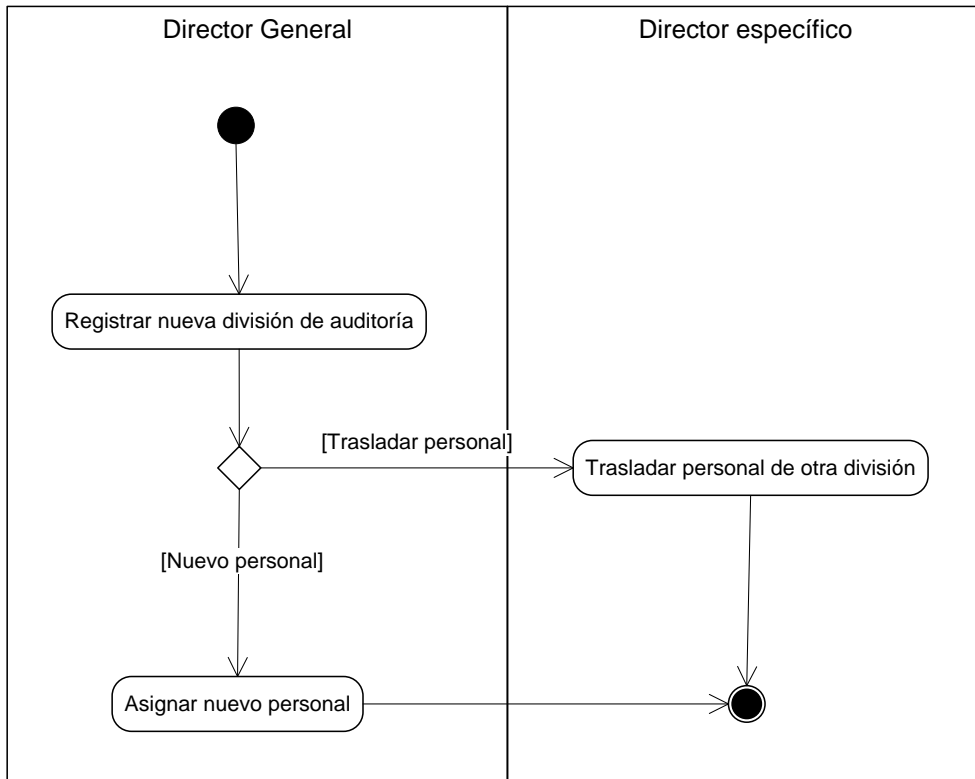 Director General
Director específico
Registrar nueva división de auditoría
[Trasladar personal]
Trasladar personal de otra división
[Nuevo personal]
Asignar nuevo personal